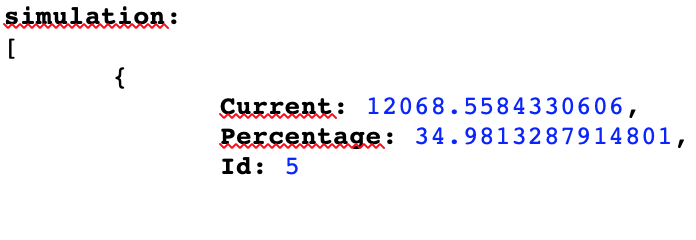 simulation:
[
{
Current: 12068.5584330606,
Percentage: 34.9813287914801,
Id: 5